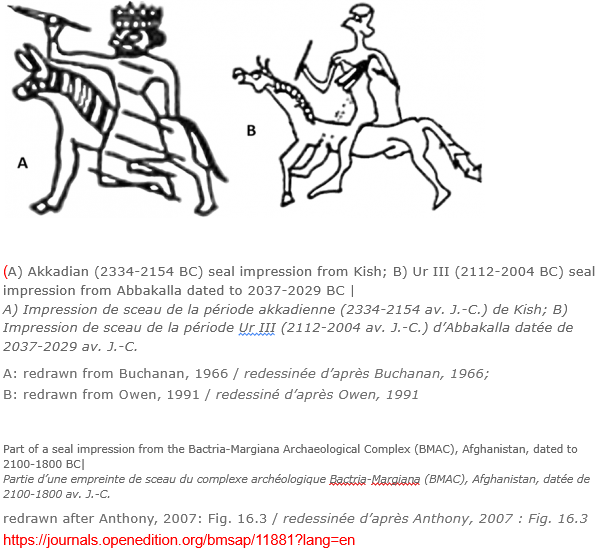 A
B
(A) Akkadian (2334-2154 BC) seal impression from Kish; B) Ur III (2112-2004 BC) seal
impression from Abbakalla dated to 2037-2029 BC |
A) Impression de sceau de la période akkadienne (2334-2154 av. J.-C.) de Kish; B)
Impression de sceau de la période Ur III (2112-2004 av. J.-C.) d’Abbakalla datée de
2037-2029 av. J.-C.
A: redrawn from Buchanan, 1966 / redessinée d’après Buchanan, 1966;
B: redrawn from Owen, 1991 / redessiné d’après Owen, 1991
Part of a seal impression from the Bactria-Margiana Archaeological Complex (BMAC), Afghanistan, dated to
2100-1800 BC|
Partie d’une empreinte de sceau du complexe archéologique Bactria-Margiana (BMAC), Afghanistan, datée de
2100-1800 av. J.-C.
redrawn after Anthony, 2007: Fig. 16.3 / redessinée d’après Anthony, 2007 : Fig. 16.3
https://journals.openedition.org/bmsap/11881?lang=en